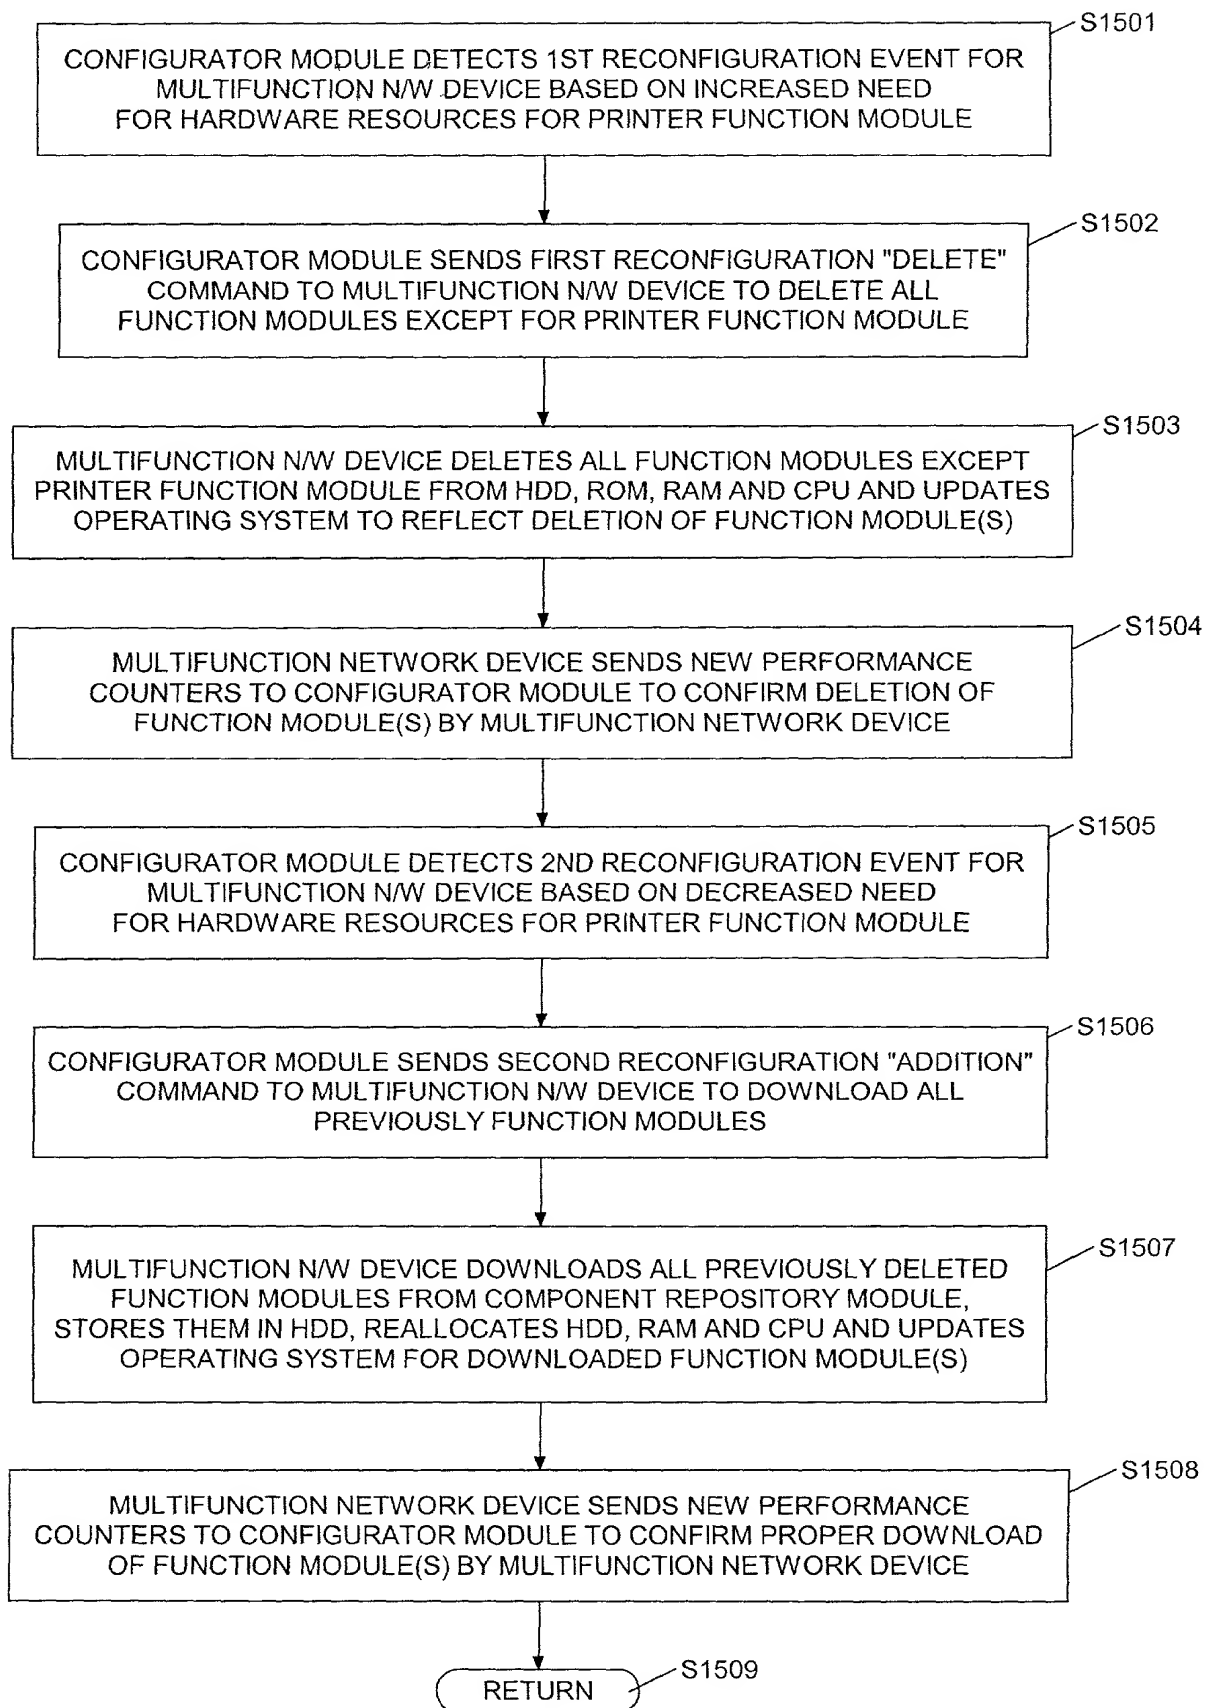 S1501
CONFIGURATOR MODULE DETECTS 1ST RECONFIGURATION EVENT FOR
MULTIFUNCTION N/W DEVICE BASED ON INCREASED NEED
FOR HARDWARE RESOURCES FOR PRINTER FUNCTION MODULE
S1502
CONFIGURATOR MODULE SENDS FIRST RECONFIGURATION "DELETE"
COMMAND TO MULTIFUNCTION N/W DEVICE TO DELETE ALL
FUNCTION MODULES EXCEPT FOR PRINTER FUNCTION MODULE
S1503
MULTIFUNCTION N/W DEVICE DELETES ALL FUNCTION MODULES EXCEPT
PRINTER FUNCTION MODULE FROM HDD, ROM, RAM AND CPU AND UPDATES
OPERATING SYSTEM TO REFLECT DELETION OF FUNCTION MODULE(S)
S1504
MULTIFUNCTION NETWORK DEVICE SENDS NEW PERFORMANCE
COUNTERS TO CONFIGURATOR MODULE TO CONFIRM DELETION OF
FUNCTION MODULE(S) BY MULTIFUNCTION NETWORK DEVICE
S1505
CONFIGURATOR MODULE DETECTS 2ND RECONFIGURATION EVENT FOR
MULTIFUNCTION N/W DEVICE BASED ON DECREASED NEED
FOR HARDWARE RESOURCES FOR PRINTER FUNCTION MODULE
S1506
CONFIGURATOR MODULE SENDS SECOND RECONFIGURATION "ADDITION"
COMMAND TO MULTIFUNCTION N/W DEVICE TO DOWNLOAD ALL
PREVIOUSLY FUNCTION MODULES
S1507
MULTIFUNCTION N/W DEVICE DOWNLOADS ALL PREVIOUSLY DELETED
FUNCTION MODULES FROM COMPONENT REPOSITORY MODULE,
STORES THEM IN HDD, REALLOCATES HDD, RAM AND CPU AND UPDATES
OPERATING SYSTEM FOR DOWNLOADED FUNCTION MODULE(S)
S1508
MULTIFUNCTION NETWORK DEVICE SENDS NEW PERFORMANCE
COUNTERS TO CONFIGURATOR MODULE TO CONFIRM PROPER DOWNLOAD
OF FUNCTION MODULE(S) BY MULTIFUNCTION NETWORK DEVICE
S1509
RETURN